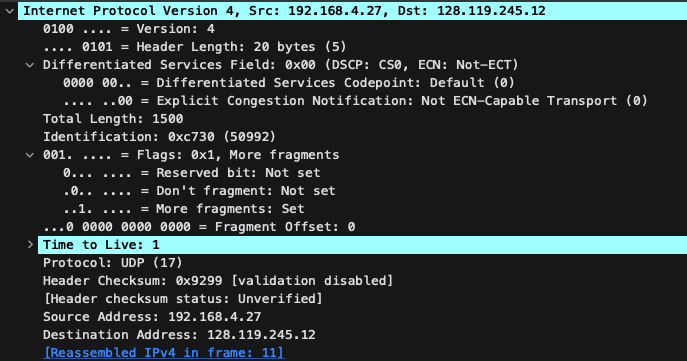 Internet Protocol Version 4, Src: 192.168.4.27, Dst: 128.119.245.12
0100 .... = Version: 4
.... 0101 = Header Length: 20 bytes (5)
Differentiated Services Field: 0x00 (DSCP: CS0, ECN: Not-ECT)
0000 00.. = Differentiated Services Codepoint: Default (0)
.... ..00 = Explicit Congestion Notification: Not ECN-Capable Transport (0)
Total Length: 1500
Identification: 0xc730 (50992)
001. .... = Flags: 0x1, More fragments
0... .... = Reserved bit: Not set
.0.. .... = Don't fragment: Not set
..1. .... = More fragments: Set
...0 0000 0000 0000 = Fragment Offset: 0
Time to Live: 1
Protocol: UDP (17)
Header Checksum: 0x9299 [validation disabled]
[Header checksum status: Unverified]
Source Address: 192.168.4.27
Destination Address: 128.119.245.12
[Reassembled IPv4 in frame: 11]